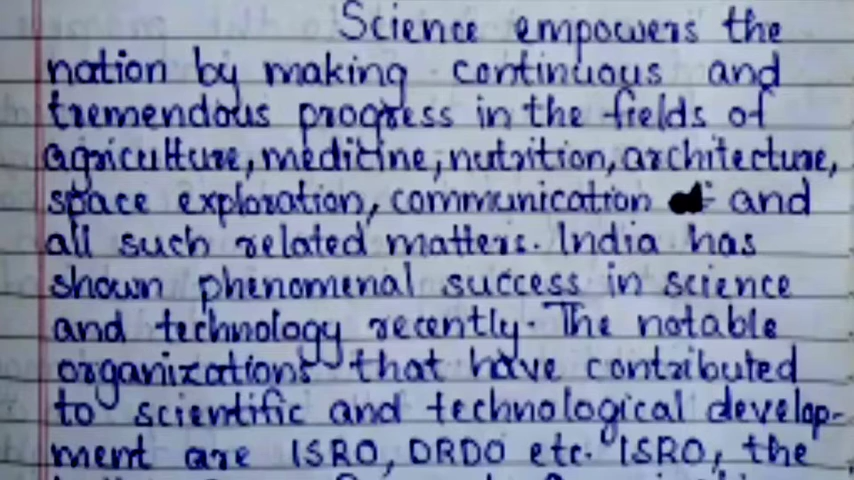 Science empowers the
nation by making continuous and
tremendous progress in the fields of
agriculture, medicine, nutrition, architecture,
space exploration, communication and
all such related matters. India has
shown phenomenal success in science
and technology recently. The notable
organizations that have contributed
to scientific and technological develop-
ment are ISRO, DRDO etc. ISRO, the